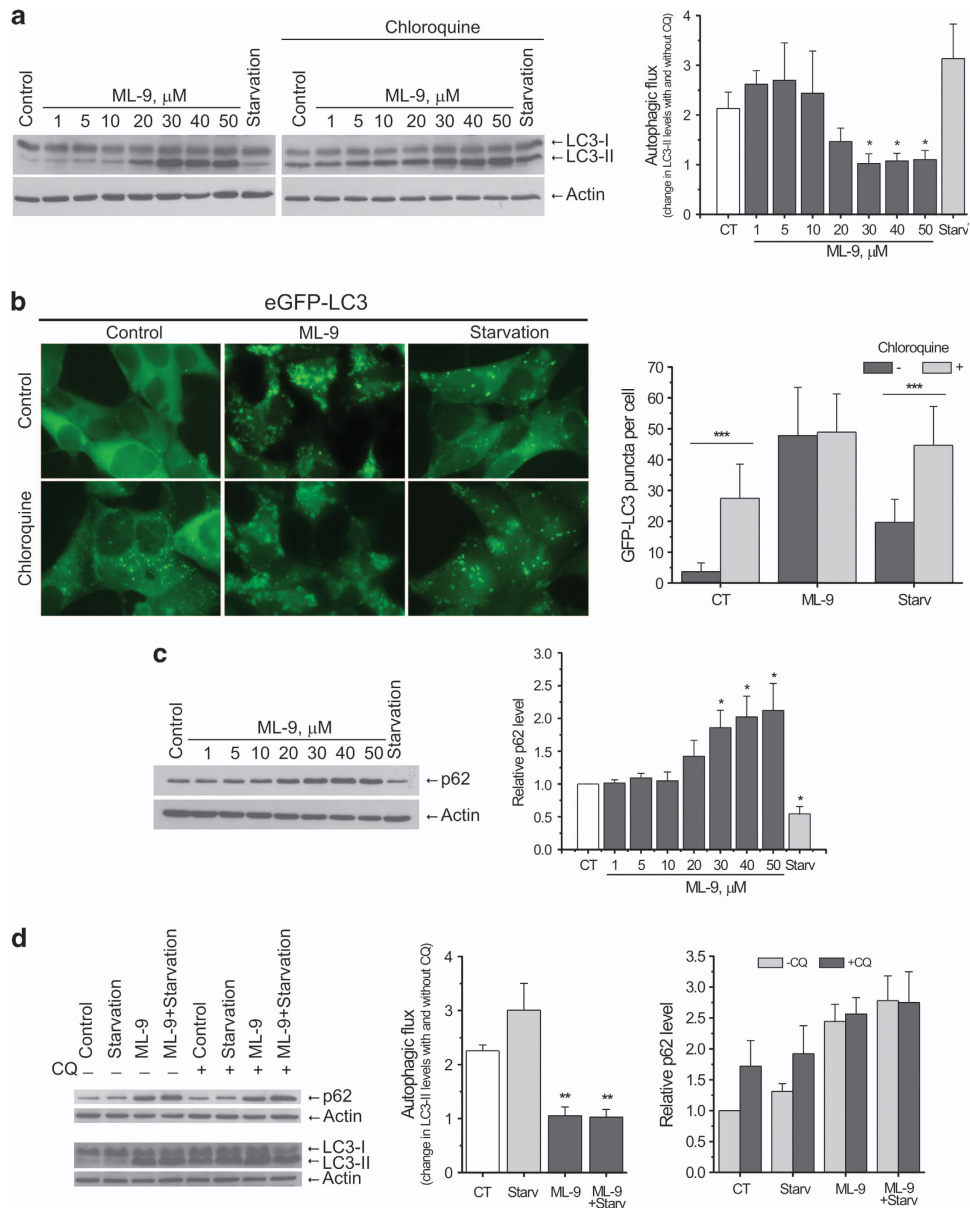 a
Chloroquine
Control
ML-9, μM
Starvation
Control
ML-9, μM
Starvation
1 5 10 20 30 40 50
1 5 10 20 30 40 50
←LC3-I
←LC3-II
←Actin
Autophagic flux
(change in LC3-II levels with and without CQ)
4
3
2
1
0
* * *
CT 1 5 10 20 30 40 50 Starv
ML-9, μM
b
eGFP-LC3
Control ML-9 Starvation
Control
Chloroquine
Chloroquine
- +
GFP-LC3 puncta per cell
70
60
50
40
30
20
10
0
*** ***
CT ML-9 Starv
c
Control
ML-9, μM
Starvation
1 5 10 20 30 40 50
←p62
←Actin
Relative p62 level
3.0
2.5
2.0
1.5
1.0
0.5
0.0
* * * *
CT 1 5 10 20 30 40 50 Starv
ML-9, μM
d
Control Starvation ML-9 ML-9+Starvation Control Starvation ML-9 ML-9+Starvation
CQ – – – – + + + +
←p62
←Actin
←LC3-I
←LC3-II
←Actin
Autophagic flux
(change in LC3-II levels with and without CQ)
4
3
2
1
0
** **
CT Starv ML-9 ML-9
+Starv
-CQ +CQ
Relative p62 level
3.5
3.0
2.5
2.0
1.5
1.0
0.5
0.0
CT Starv ML-9 ML-9
+Starv